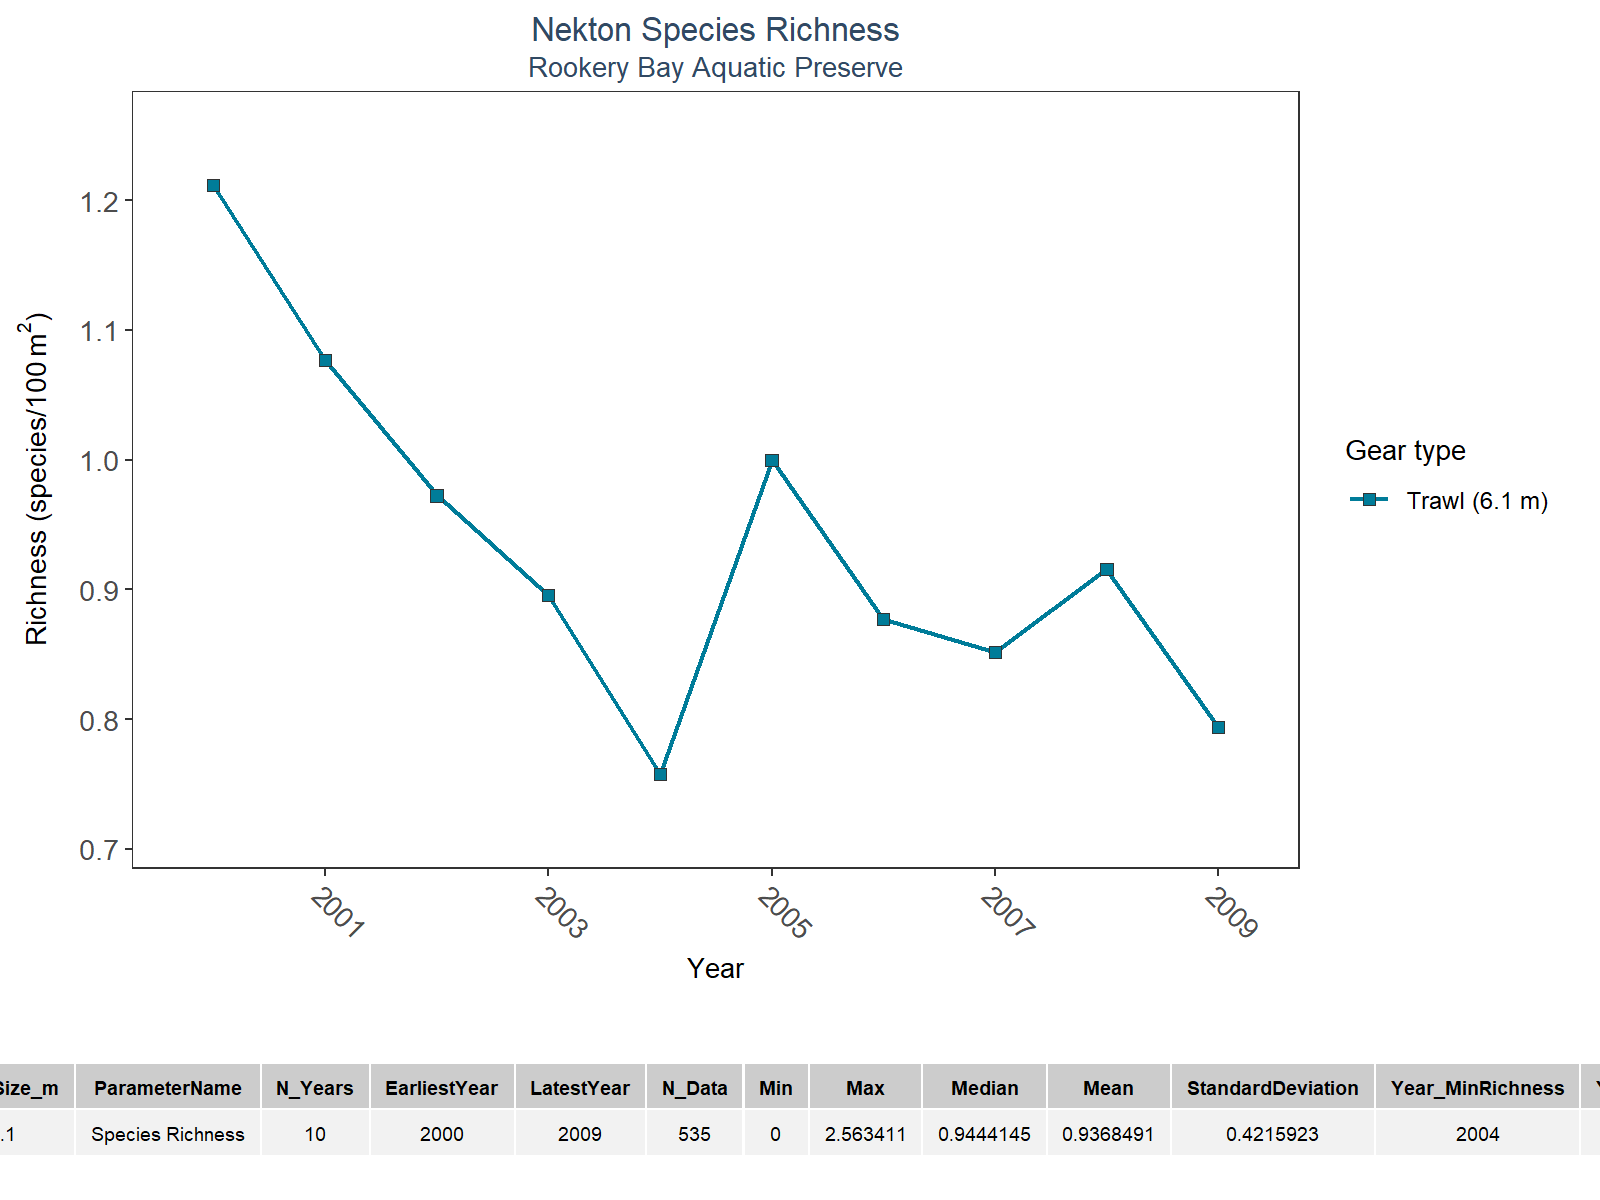 Nekton Species Richness
Rookery Bay Aquatic Preserve
Richness (species/100 m²)
1.2
1.1
1.0
0.9
0.8
0.7
2001
2003
2005
2007
2009
Year
Gear type
Trawl (6.1 m)
Size_m ParameterName N_Years EarliestYear LatestYear N_Data Min Max Median Mean StandardDeviation Year_MinRichness Y
.1 Species Richness 10 2000 2009 535 0 2.563411 0.9444145 0.9368491 0.4215923 2004